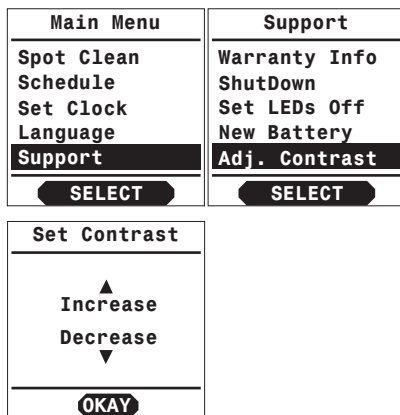 Main Menu
Spot Clean
Schedule
Set Clock
Language
Support
SELECT
Support
Warranty Info
ShutDown
Set LEDs Off
New Battery
Adj. Contrast
SELECT
Set Contrast
Increase
Decrease
OKAY